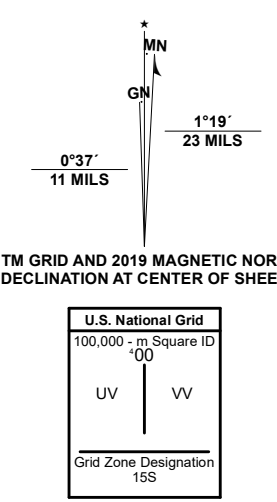 ★
MN
GN
1°19´
23 MILS
0°37´
11 MILS
TM GRID AND 2019 MAGNETIC NOR
DECLINATION AT CENTER OF SHEE
U.S. National Grid
100,000 - m Square ID
⁴00
UV VV
Grid Zone Designation
15S